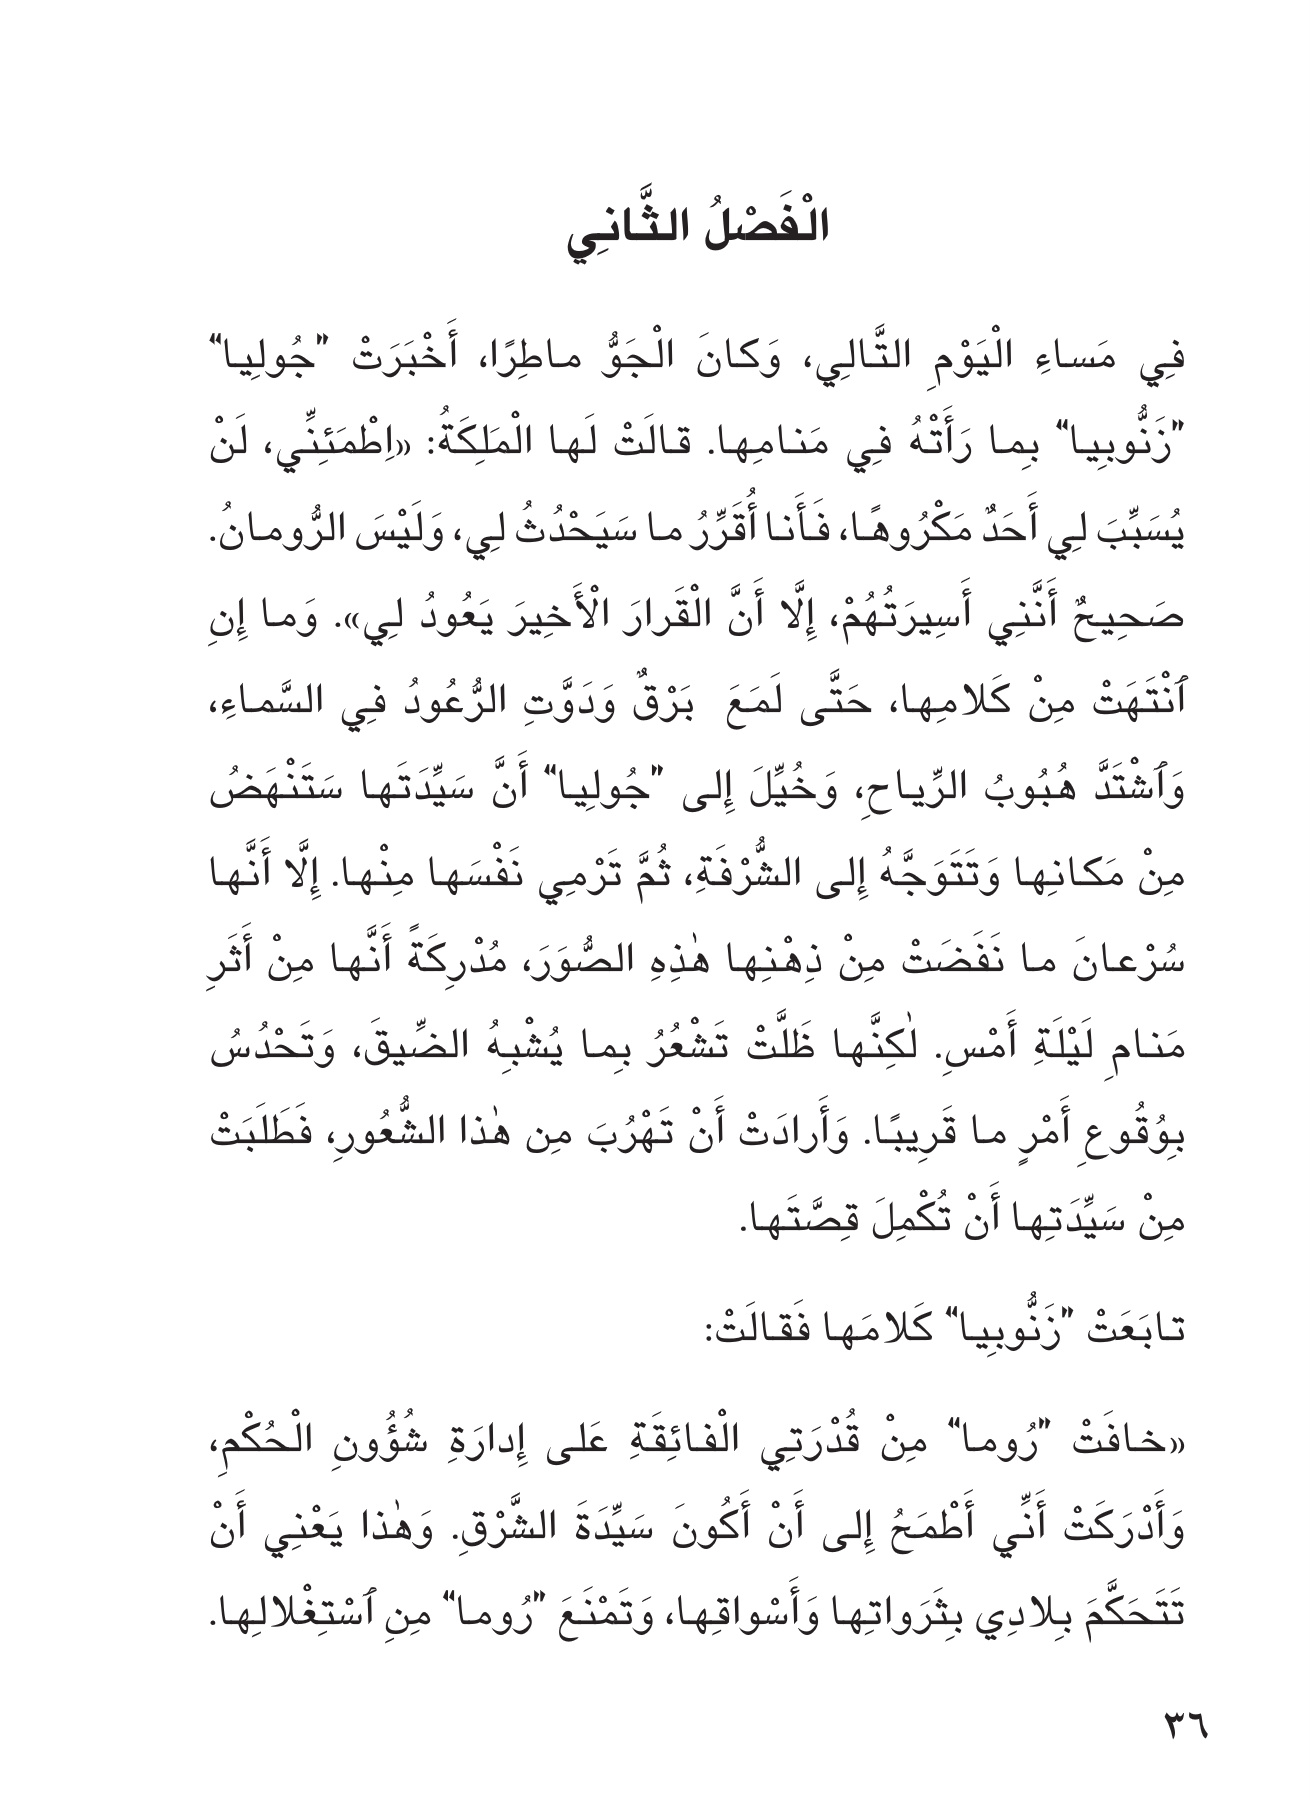 الْفَصْلُ الثَّانِي
فِي مَساءِ الْيَوْمِ التَّالِي، وَكانَ الْجَوُّ ماطِرًا، أَخْبَرَتْ "جُولِيا"
"زَنُّوبِيا" بِما رَأَتْهُ فِي مَنامِها. قالَتْ لَها الْمَلِكَةُ: «اِطْمَئِنِّي، لَنْ
يُسَبِّبَ لِي أَحَدٌ مَكْرُوهًا، فَأَنا أُقَرِّرُ ما سَيَحْدُثُ لِي، وَلَيْسَ الرُّومانُ.
صَحِيحٌ أَنَّنِي أَسِيرَتُهُمْ، إِلَّا أَنَّ الْقَرارَ الْأَخِيرَ يَعُودُ لِي». وَما إِنِ
ٱنْتَهَتْ مِنْ كَلامِها، حَتَّى لَمَعَ بَرْقٌ وَدَوَّتِ الرُّعُودُ فِي السَّماءِ،
وَٱشْتَدَّ هُبُوبُ الرِّياحِ، وَخُيِّلَ إِلى "جُولِيا" أَنَّ سَيِّدَتَها سَتَنْهَضُ
مِنْ مَكانِها وَتَتَوَجَّهُ إِلى الشُّرْفَةِ، ثُمَّ تَرْمِي نَفْسَها مِنْها. إِلَّا أَنَّها
سُرْعانَ ما نَفَضَتْ مِنْ ذِهْنِها هٰذِهِ الصُّوَرَ، مُدْرِكَةً أَنَّها مِنْ أَثَرِ
مَنامِ لَيْلَةِ أَمْسِ. لٰكِنَّها ظَلَّتْ تَشْعُرُ بِما يُشْبِهُ الضِّيقَ، وَتَحْدُسُ
بِوُقُوعِ أَمْرٍ ما قَرِيبًا. وَأَرادَتْ أَنْ تَهْرُبَ مِن هٰذا الشُّعُورِ، فَطَلَبَتْ
مِنْ سَيِّدَتِها أَنْ تُكْمِلَ قِصَّتَها.
تابَعَتْ "زَنُّوبِيا" كَلامَها فَقالَتْ:
«خافَتْ "رُوما" مِنْ قُدْرَتِي الْفائِقَةِ عَلى إِدارَةِ شُؤُونِ الْحُكْمِ،
وَأَدْرَكَتْ أَنِّي أَطْمَحُ إِلى أَنْ أَكُونَ سَيِّدَةَ الشَّرْقِ. وَهٰذا يَعْنِي أَنْ
تَتَحَكَّمَ بِلادِي بِثَرَواتِها وَأَسْواقِها، وَتَمْنَعَ "رُوما" مِنِ ٱسْتِغْلالِها.
٣٦